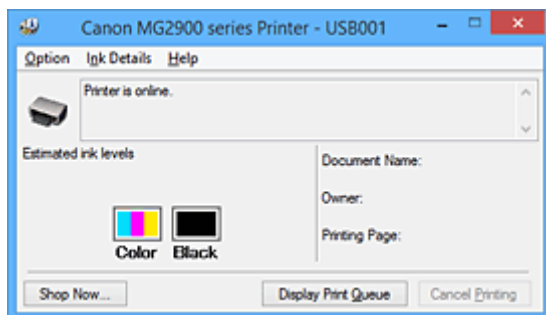 Canon MG2900 series Printer - USB001
Option Ink Details Help
Printer is online.
Estimated ink levels
Document Name:
Owner:
Printing Page:
Color Black
Shop Now... Display Print Queue Cancel Printing